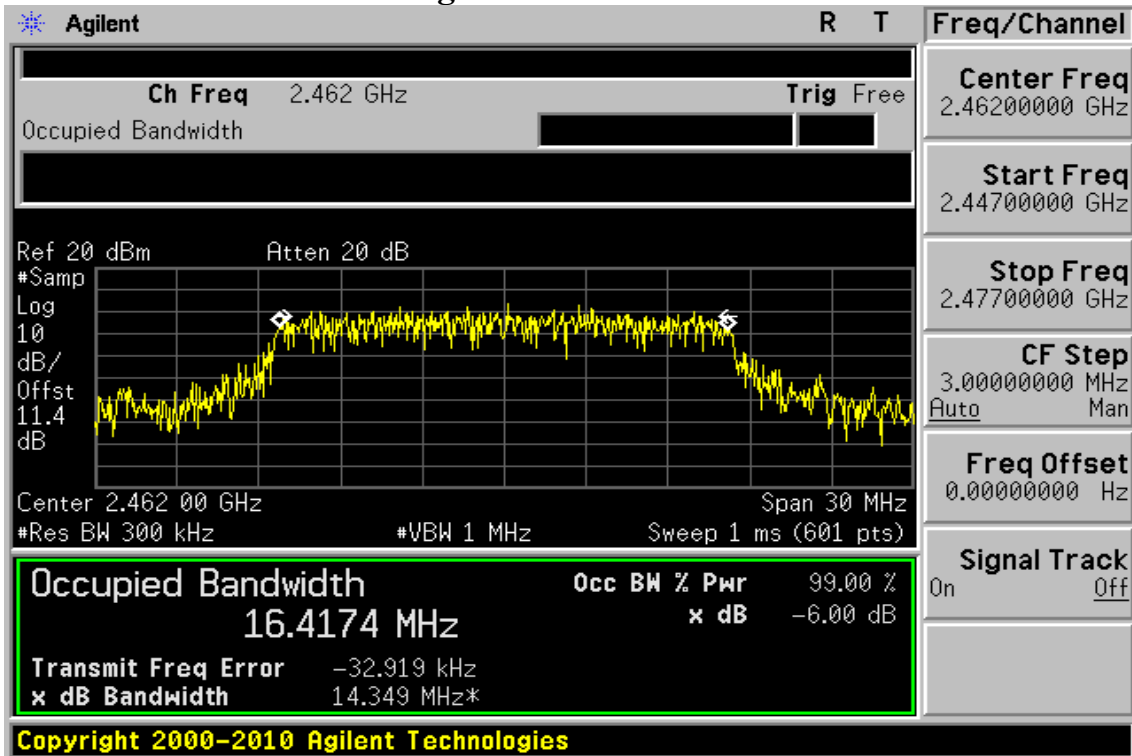 Agilent R T
Ch Freq 2.462 GHz Trig Free
Occupied Bandwidth
Ref 20 dBm Atten 20 dB
#Samp
Log
10
dB/
Offst
11.4
dB
Center 2.462 00 GHz Span 30 MHz
#Res BW 300 kHz #VBW 1 MHz Sweep 1 ms (601 pts)
Occupied Bandwidth Occ BW % Pwr 99.00 %
16.4174 MHz x dB -6.00 dB
Transmit Freq Error -32.919 kHz
x dB Bandwidth 14.349 MHz*
Copyright 2000-2010 Agilent Technologies
Freq/Channel
Center Freq
2.46200000 GHz
Start Freq
2.44700000 GHz
Stop Freq
2.47700000 GHz
CF Step
3.00000000 MHz
Auto Man
Freq Offset
0.00000000 Hz
Signal Track
On Off